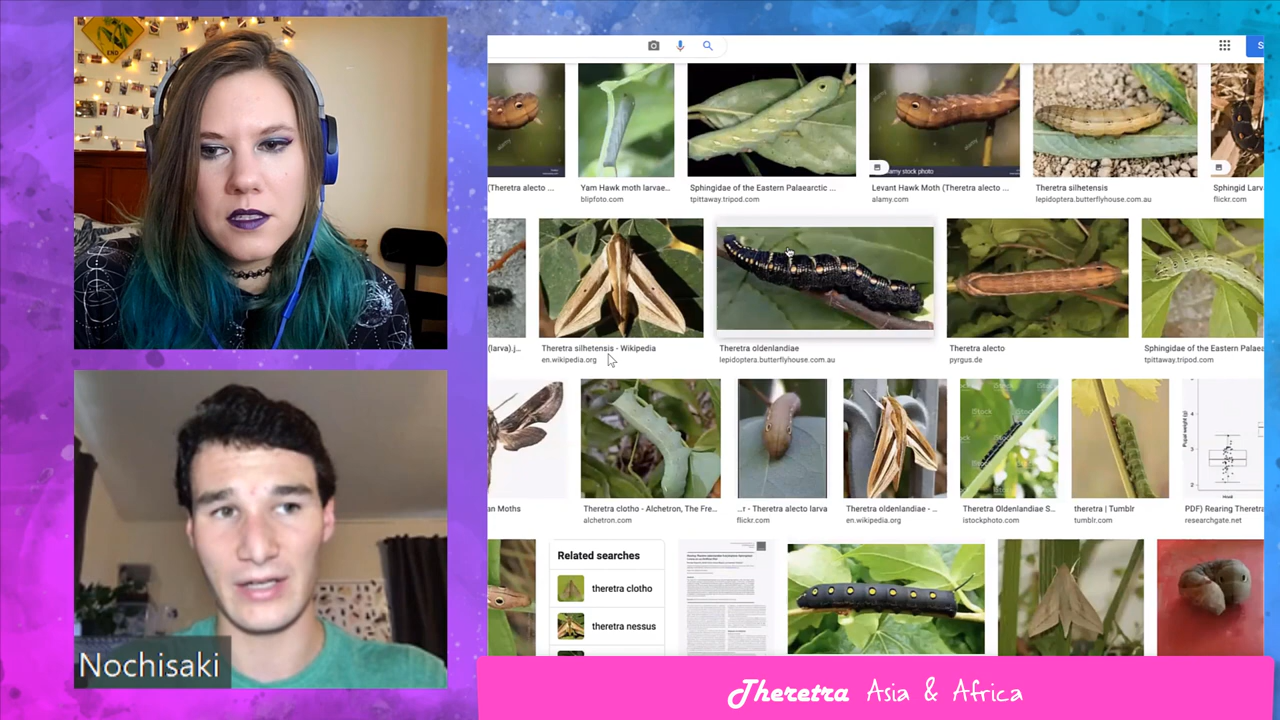 END
Nochisaki
S
(Theretra alecto ...
Yam Hawk moth larvae...
blipfoto.com
Sphingidae of the Eastern Palaearctic ...
tpittaway.tripod.com
alamy stock photo
Levant Hawk Moth (Theretra alecto ...
alamy.com
Theretra silhetensis
lepidoptera.butterflyhouse.com.au
Sphingid Larv
flickr.com
(larva).j...
Theretra silhetensis - Wikipedia
en.wikipedia.org
Theretra oldenlandiae
lepidoptera.butterflyhouse.com.au
Theretra alecto
pyrgus.de
Sphingidae of the Eastern Palaea
tpittaway.tripod.com
an Moths
Theretra clotho - Alchetron, The Fre...
alchetron.com
...r - Theretra alecto larva
flickr.com
Theretra oldenlandiae - ...
en.wikipedia.org
iStock
Theretra Oldenlandiae S...
istockphoto.com
theretra | Tumblr
tumblr.com
PDF) Rearing Theretra
researchgate.net
Related searches
theretra clotho
theretra nessus
Theretra Asia & Africa